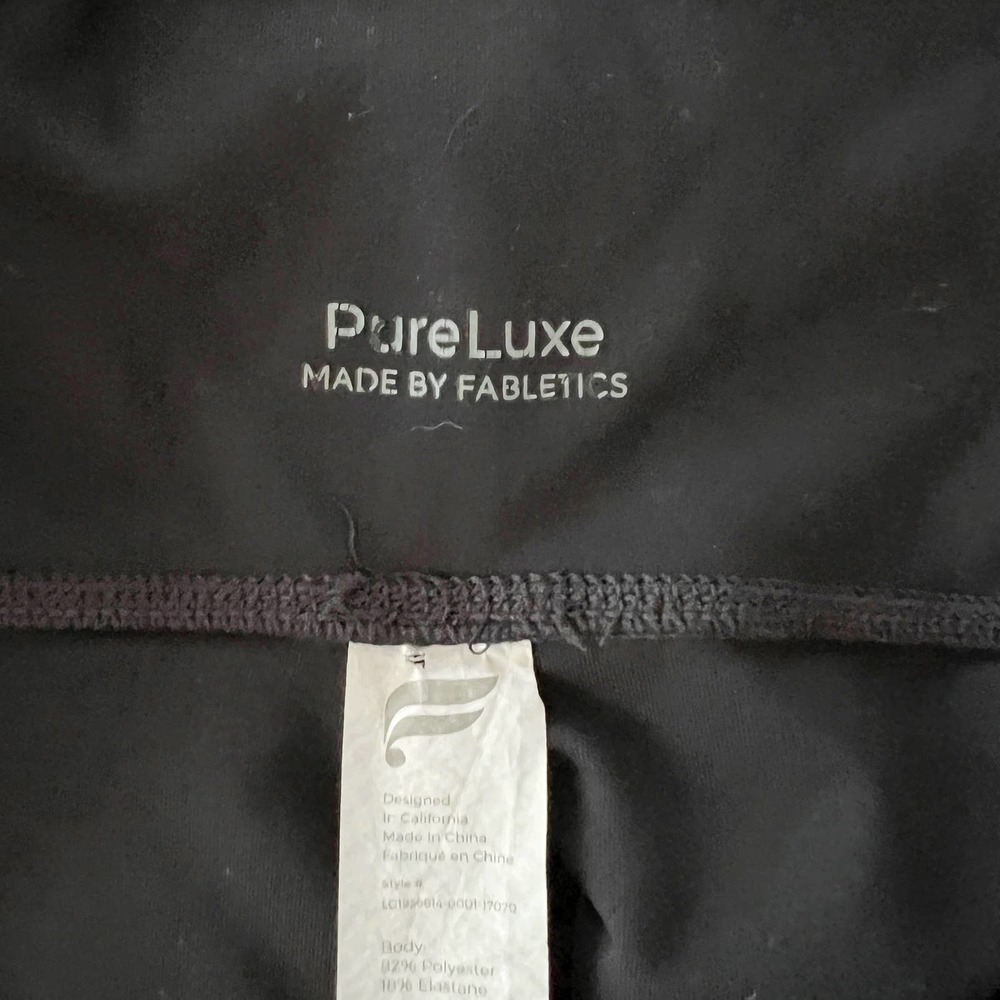 PureLuxe
MADE BY FABLETICS
Designed
In California
Made In China
Fabriqué en Chine
Style #
Body:
82% Polyester
18% Elastane